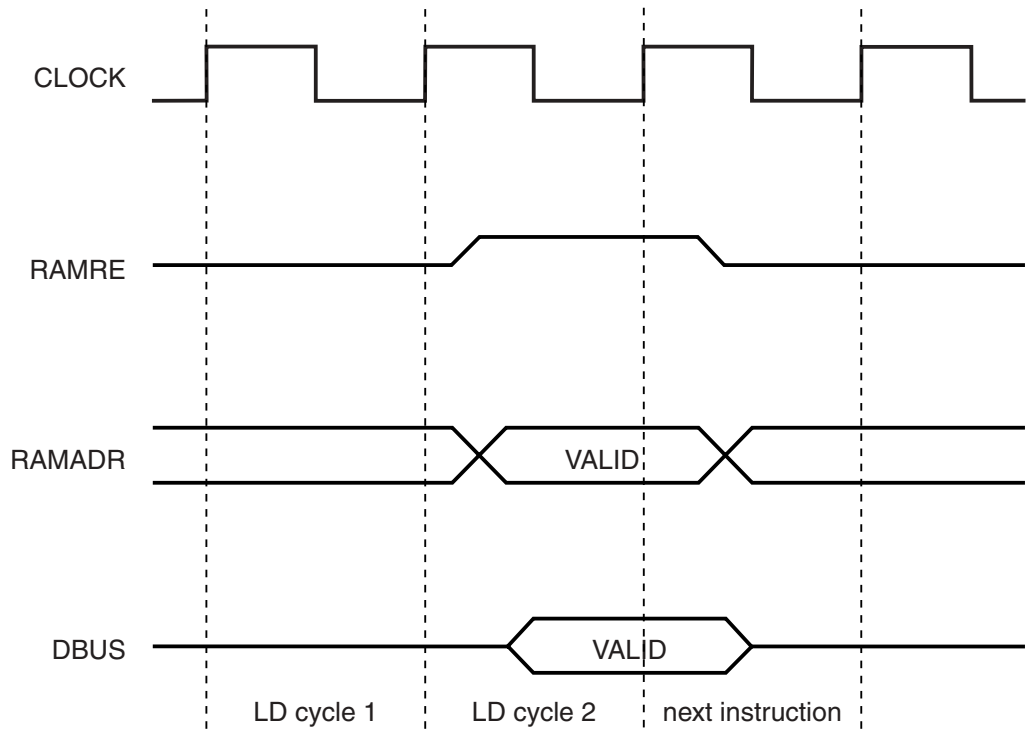 CLOCK
RAMRE
RAMADR
VALID
DBUS
VALID
LD cycle 1
LD cycle 2
next instruction